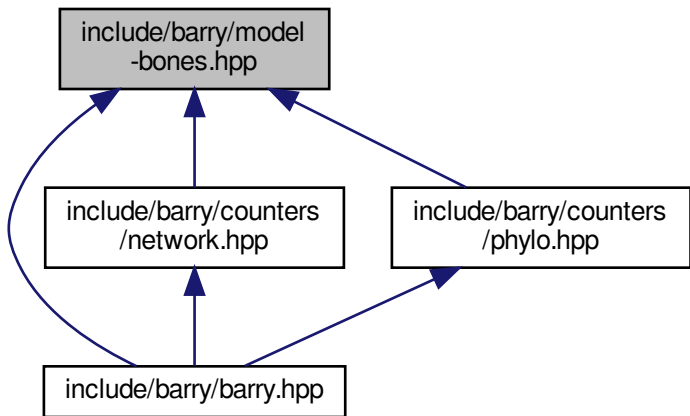 include/barry/model
-bones.hpp
include/barry/counters
/network.hpp
include/barry/counters
/phylo.hpp
include/barry/barry.hpp